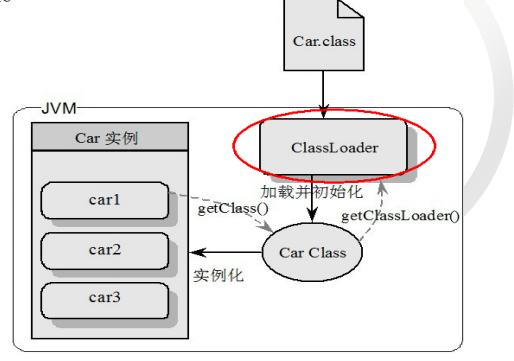 Car.class
JVM
Car 实例
ClassLoader
加载并初始化
car1
getClass()
getClassLoader()
car2
Car Class
实例化
car3